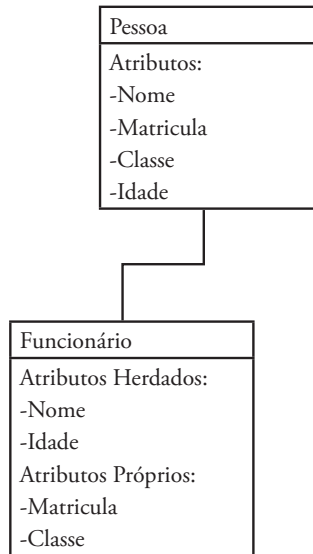 Pessoa
Atributos:
-Nome
-Matricula
-Classe
-Idade
Funcionário
Atributos Herdados:
-Nome
-Idade
Atributos Próprios:
-Matricula
-Classe